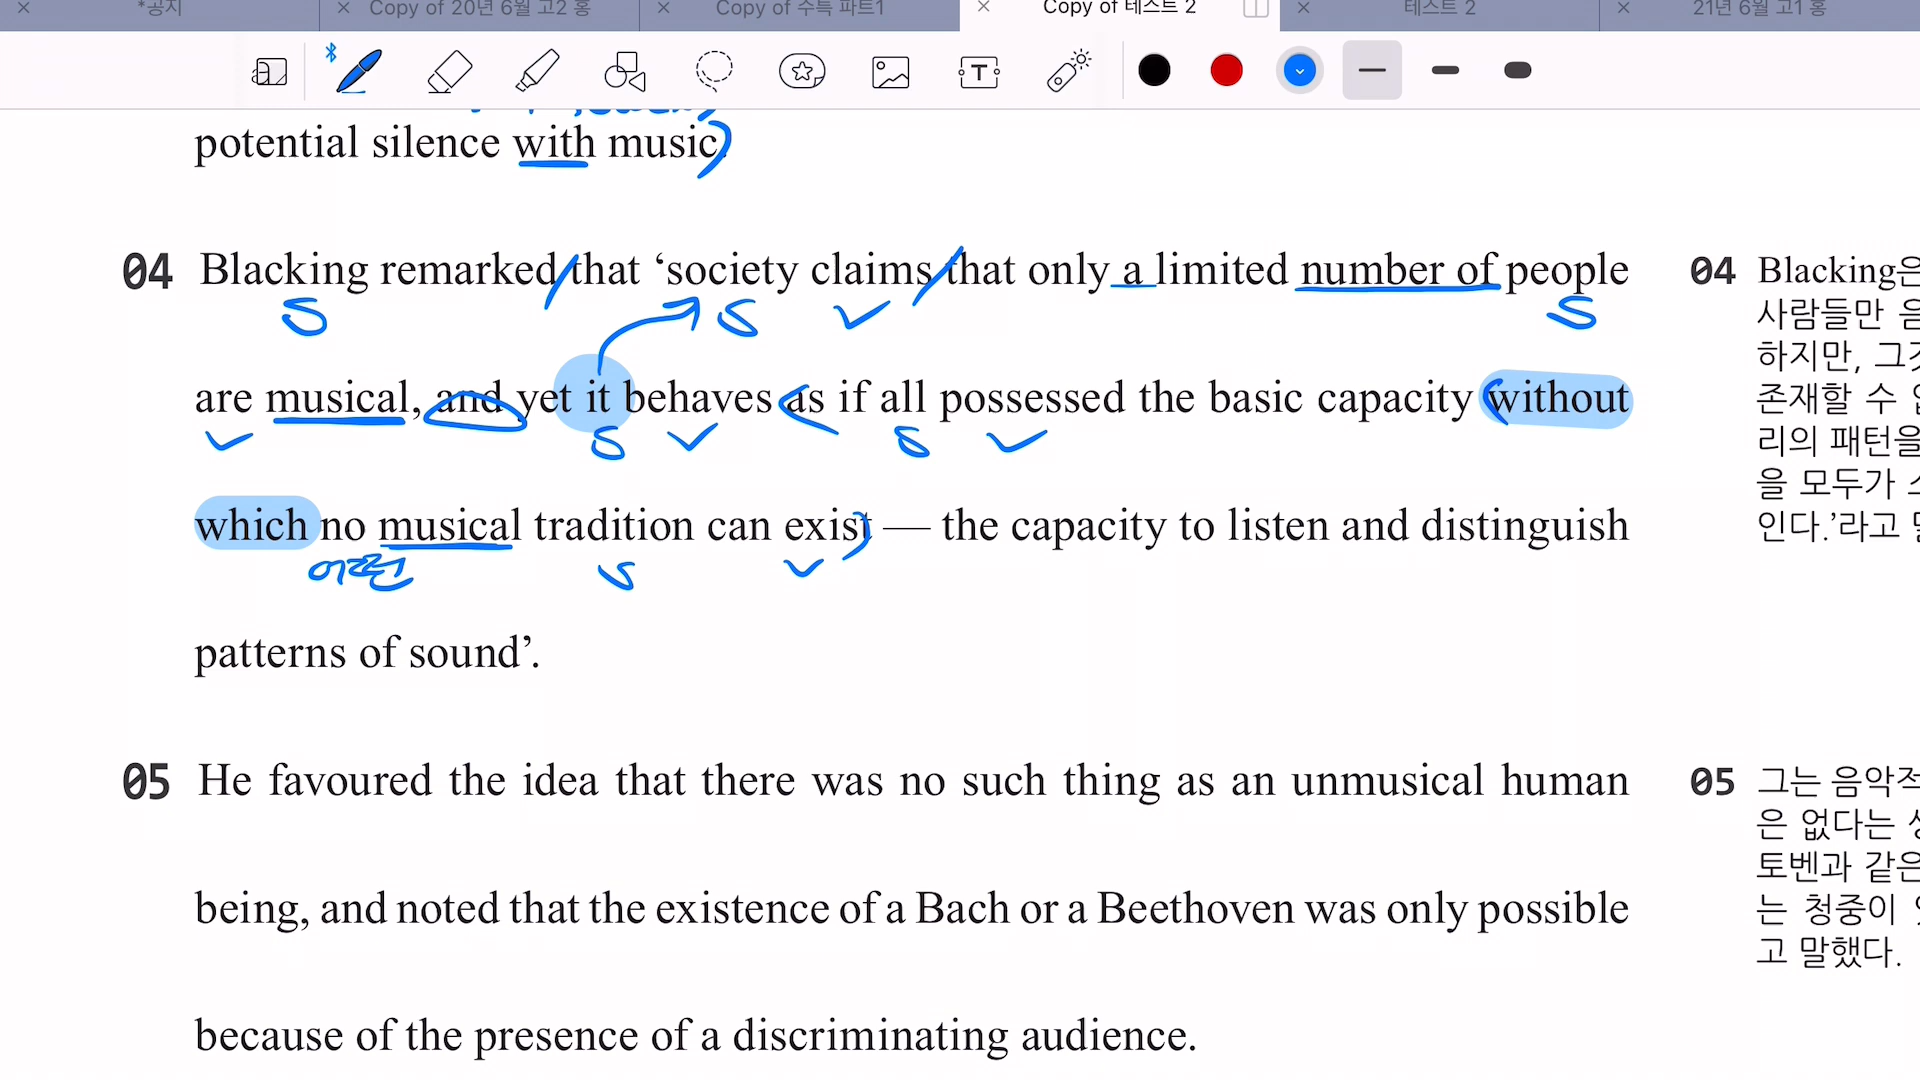 *공지
Copy of 20년 6월 고2 홍
Copy of 수특 파트1
Copy of 테스트 2
테스트 2
21년 6월 고1 홍
potential silence with music.
04 Blacking remarked that ‘society claims that only a limited number of people
S S S
are musical, and yet it behaves as if all possessed the basic capacity without
S S
which no musical tradition can exist — the capacity to listen and distinguish
어떤 S
patterns of sound’.
05 He favoured the idea that there was no such thing as an unmusical human
being, and noted that the existence of a Bach or a Beethoven was only possible
because of the presence of a discriminating audience.
04 Blacking은
사람들만 음
하지만, 그것
존재할 수 없
리의 패턴을
을 모두가 소
인다.’라고 말
05 그는 음악적
은 없다는 생
토벤과 같은
는 청중이 있
고 말했다.